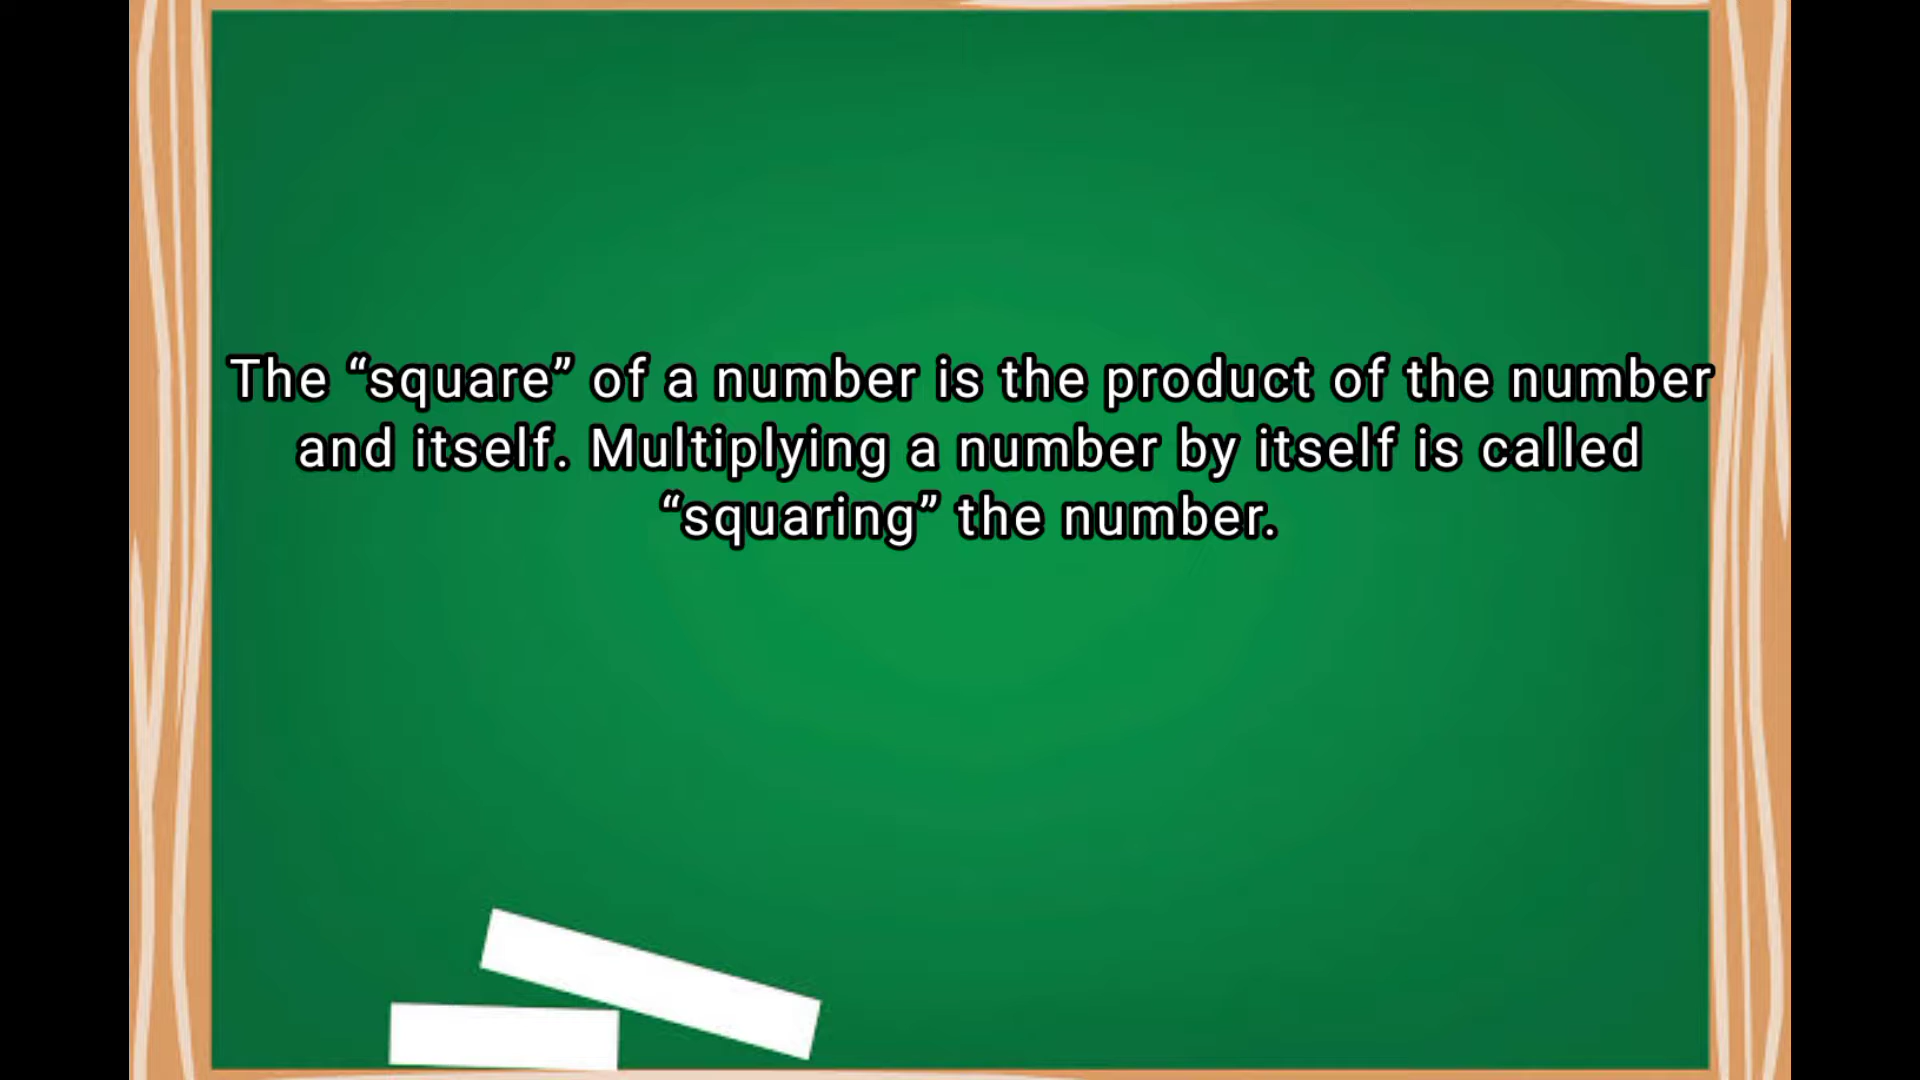 The “square” of a number is the product of the number
and itself. Multiplying a number by itself is called
“squaring” the number.